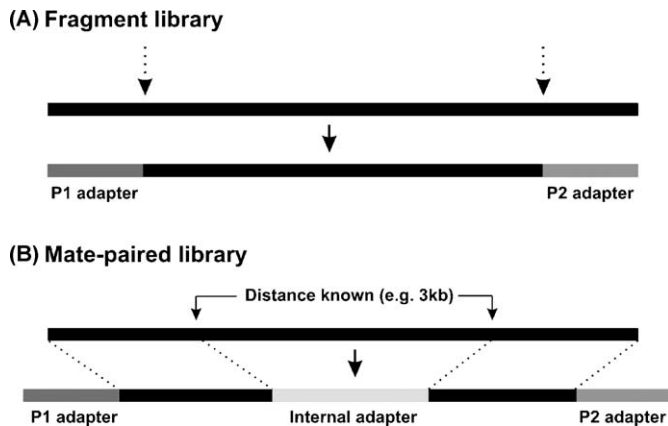 (A) Fragment library
P1 adapter P2 adapter
(B) Mate-paired library
Distance known (e.g. 3kb)
P1 adapter Internal adapter P2 adapter